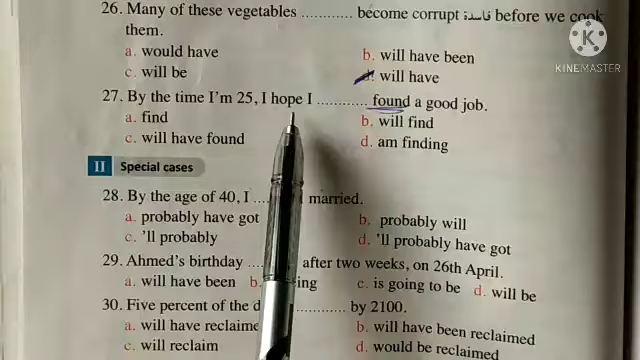 26. Many of these vegetables ............ become corrupt فاسدة before we cook
them.
a. would have b. will have been
c. will be d. will have
KINEMASTER
27. By the time I'm 25, I hope I ............ found a good job.
a. find b. will find
c. will have found d. am finding
II Special cases
28. By the age of 40, I .... married.
a. probably have got b. probably will
c. 'll probably d. 'll probably have got
29. Ahmed's birthday .... after two weeks, on 26th April.
a. will have been b. c. is going to be d. will be
30. Five percent of the ............ by 2100.
a. will have b. will have been reclaimed
c. will reclaim d. would be reclaimed